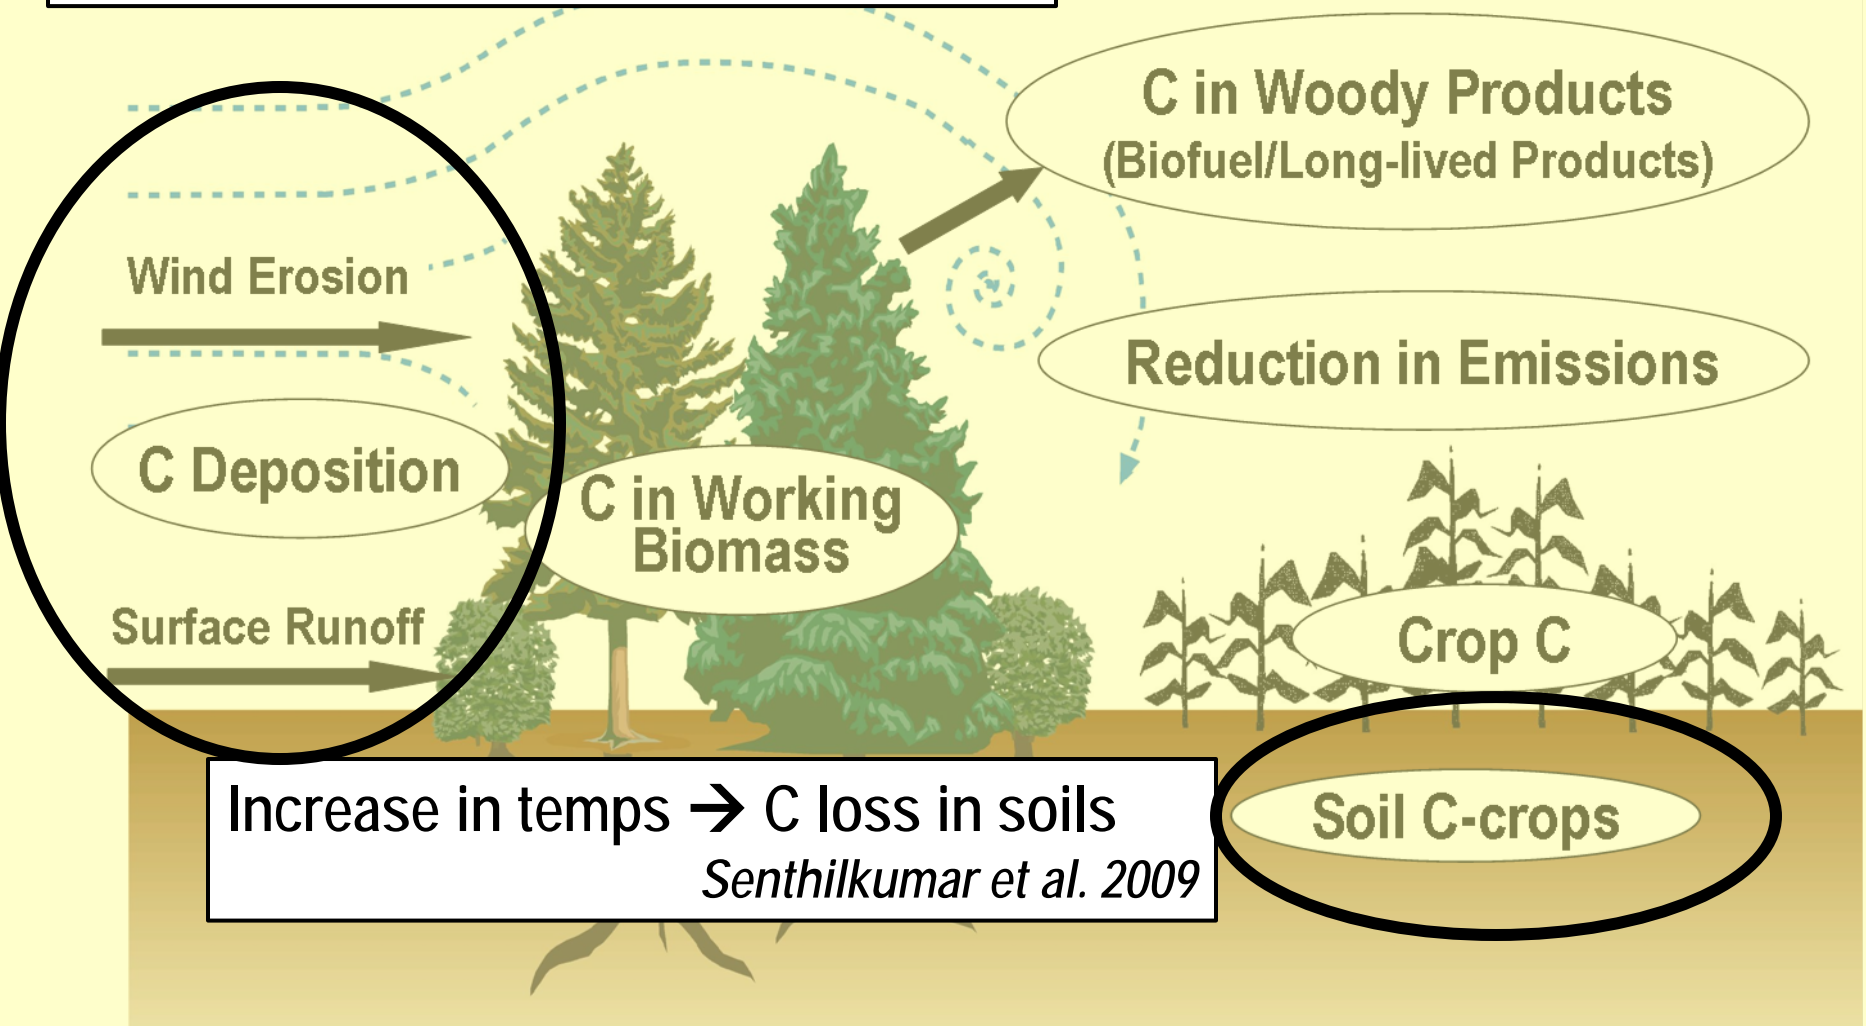 C in Woody Products
(Biofuel/Long-lived Products)
Wind Erosion
Reduction in Emissions
C Deposition
C in Working
Biomass
Surface Runoff
Crop C
Increase in temps → C loss in soils
Senthilkumar et al. 2009
Soil C-crops